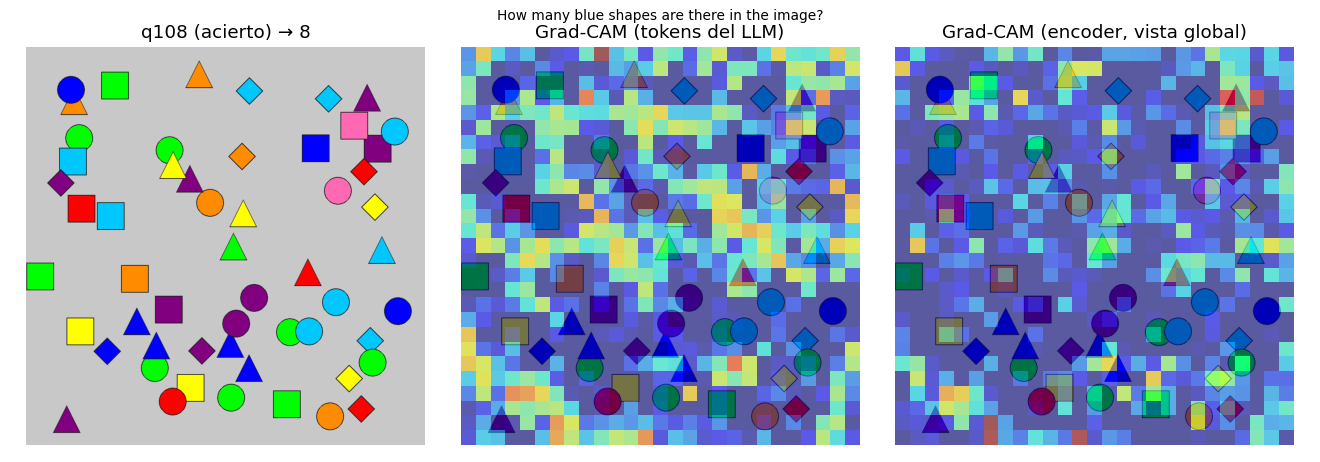 How many blue shapes are there in the image?
q108 (acierto) → 8
Grad-CAM (tokens del LLM)
Grad-CAM (encoder, vista global)